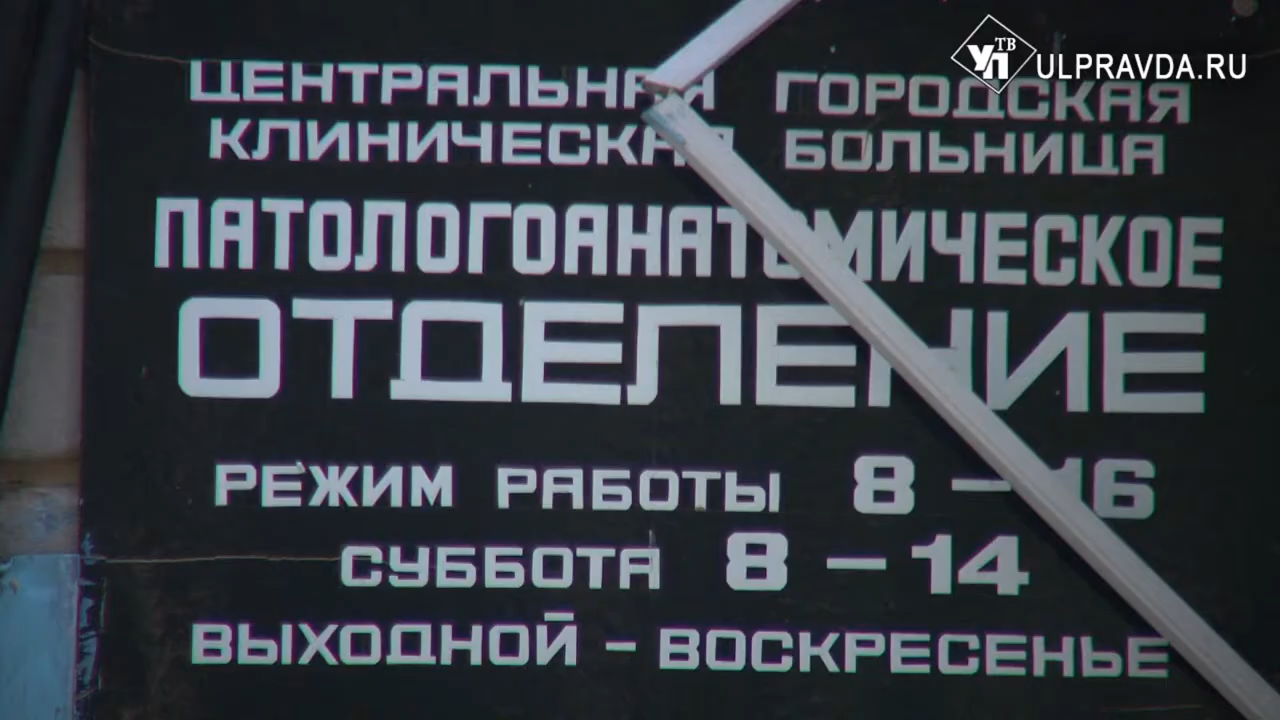 УП ТВ ULPRAVDA.RU
ЦЕНТРАЛЬНАЯ ГОРОДСКАЯ
КЛИНИЧЕСКАЯ БОЛЬНИЦА
ПАТОЛОГОАНАТОМИЧЕСКОЕ
ОТДЕЛЕНИЕ
РЕЖИМ РАБОТЫ 8 – 16
СУББОТА 8 – 14
ВЫХОДНОЙ – ВОСКРЕСЕНЬЕ